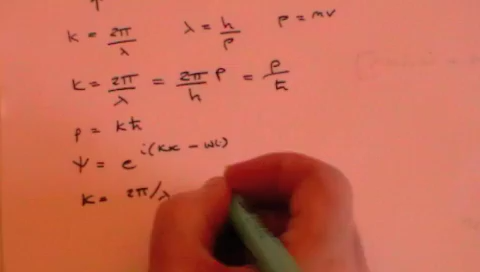 k = 2π/λ   λ = h/p   p = mv
k = 2π/λ = 2π/h p = p/ħ
p = kħ
Ψ = e^i(kx - ωt)
k = 2π/λ